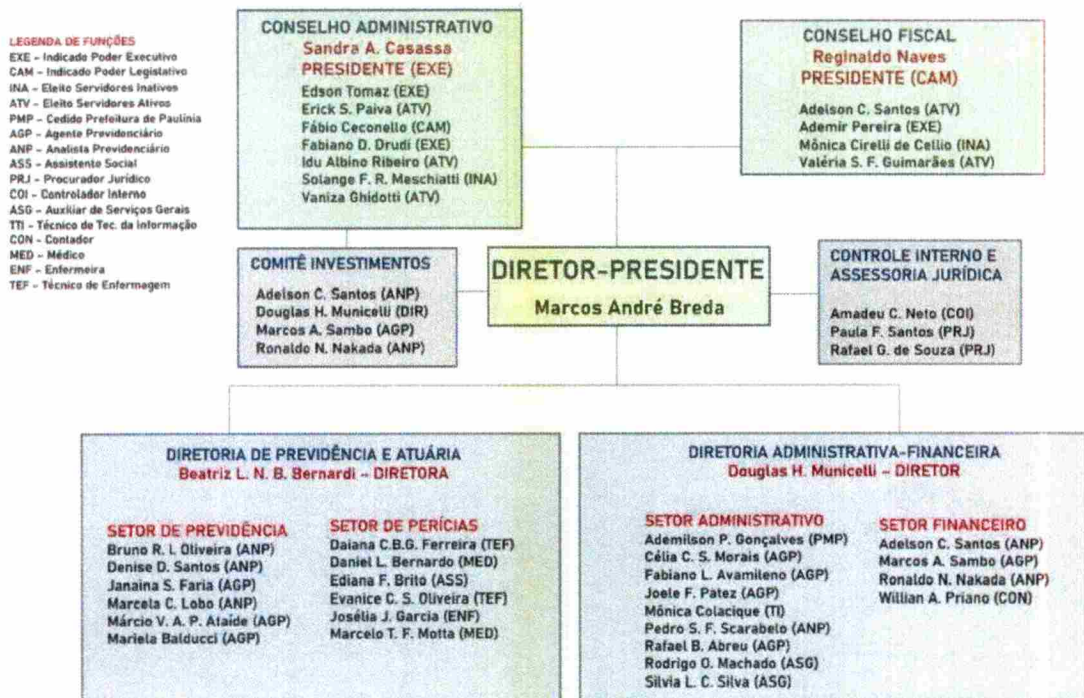 LEGENDA DE FUNÇÕES
EXE – Indicado Poder Executivo
CAM – Indicado Poder Legislativo
INA – Eleito Servidores Inativos
ATV – Eleito Servidores Ativos
PMP – Cedido Prefeitura de Paulínia
AGP – Agente Previdenciário
ANP – Analista Previdenciário
ASS – Assistente Social
PRJ – Procurador Jurídico
COI – Controlador Interno
ASG – Auxiliar de Serviços Gerais
TTI – Técnico de Tec. da Informação
CON – Contador
MED – Médico
ENF – Enfermeira
TEF – Técnico de Enfermagem
CONSELHO ADMINISTRATIVO
Sandra A. Casassa
PRESIDENTE (EXE)
Edson Tomaz (EXE)
Erick S. Paiva (ATV)
Fábio Ceconello (CAM)
Fabiano D. Drudi (EXE)
Idu Albino Ribeiro (ATV)
Solange F. R. Meschiatti (INA)
Vaniza Ghidotti (ATV)
CONSELHO FISCAL
Reginaldo Naves
PRESIDENTE (CAM)
Adelson C. Santos (ATV)
Ademir Pereira (EXE)
Mônica Cirelli de Cellio (INA)
Valéria S. F. Guimarães (ATV)
COMITÊ INVESTIMENTOS
Adelson C. Santos (ANP)
Douglas H. Municelli (DIR)
Marcos A. Sambo (AGP)
Ronaldo N. Nakada (ANP)
DIRETOR-PRESIDENTE
Marcos André Breda
CONTROLE INTERNO E
ASSESSORIA JURÍDICA
Amadeu C. Neto (COI)
Paula F. Santos (PRJ)
Rafael G. de Souza (PRJ)
DIRETORIA DE PREVIDÊNCIA E ATUÁRIA
Beatriz L. N. B. Bernardi – DIRETORA
SETOR DE PREVIDÊNCIA
Bruno R. I. Oliveira (ANP)
Denise D. Santos (ANP)
Janaina S. Faria (AGP)
Marcela C. Lobo (ANP)
Márcio V. A. P. Ataíde (AGP)
Mariela Balducci (AGP)
SETOR DE PERÍCIAS
Daiana C.B.G. Ferreira (TEF)
Daniel L. Bernardo (MED)
Ediana F. Brito (ASS)
Evanice C. S. Oliveira (TEF)
Josélia J. Garcia (ENF)
Marcelo T. F. Motta (MED)
DIRETORIA ADMINISTRATIVA-FINANCEIRA
Douglas H. Municelli – DIRETOR
SETOR ADMINISTRATIVO
Ademilson P. Gonçalves (PMP)
Célia C. S. Morais (AGP)
Fabiano L. Avamileno (AGP)
Joele F. Patez (AGP)
Mônica Colacique (TI)
Pedro S. F. Scarabelo (ANP)
Rafael B. Abreu (AGP)
Rodrigo O. Machado (ASG)
Silvia L. C. Silva (ASG)
SETOR FINANCEIRO
Adelson C. Santos (ANP)
Marcos A. Sambo (AGP)
Ronaldo N. Nakada (ANP)
Willian A. Priano (CON)